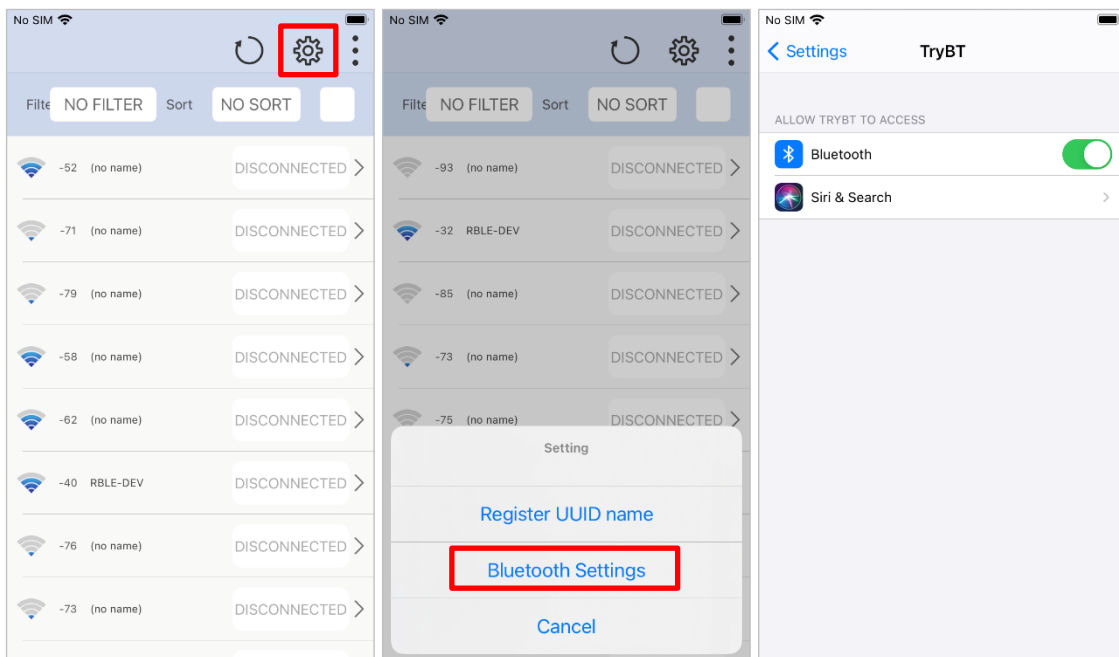 No SIM
Filte NO FILTER Sort NO SORT
-52 (no name) DISCONNECTED
-71 (no name) DISCONNECTED
-79 (no name) DISCONNECTED
-58 (no name) DISCONNECTED
-62 (no name) DISCONNECTED
-40 RBLE-DEV DISCONNECTED
-76 (no name) DISCONNECTED
-73 (no name) DISCONNECTED
No SIM
Filte NO FILTER Sort NO SORT
-93 (no name) DISCONNECTED
-32 RBLE-DEV DISCONNECTED
-85 (no name) DISCONNECTED
-73 (no name) DISCONNECTED
-75 (no name) DISCONNECTED
Setting
Register UUID name
Bluetooth Settings
Cancel
No SIM
Settings TryBT
ALLOW TRYBT TO ACCESS
Bluetooth
Siri & Search